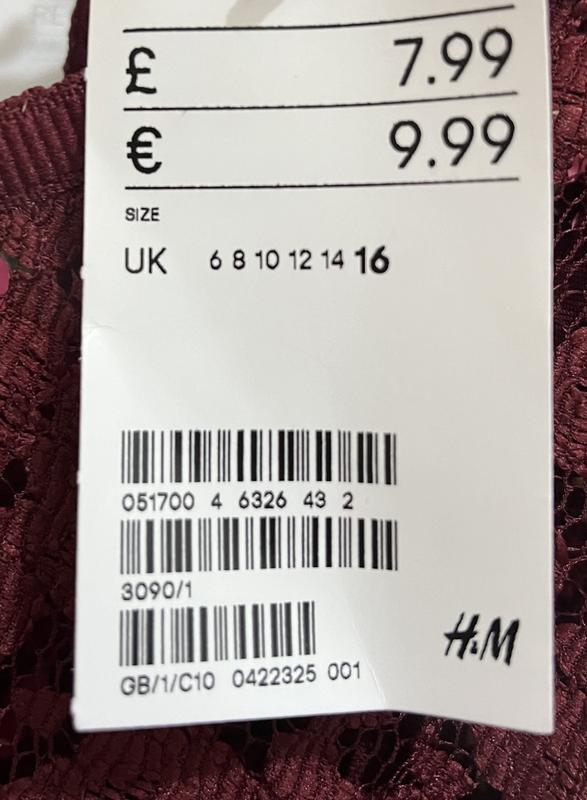 £ 7.99
€ 9.99
SIZE
UK 6 8 10 12 14 16
051700 4 6326 43 2
3090/1
H&M
GB/1/C10 0422325 001